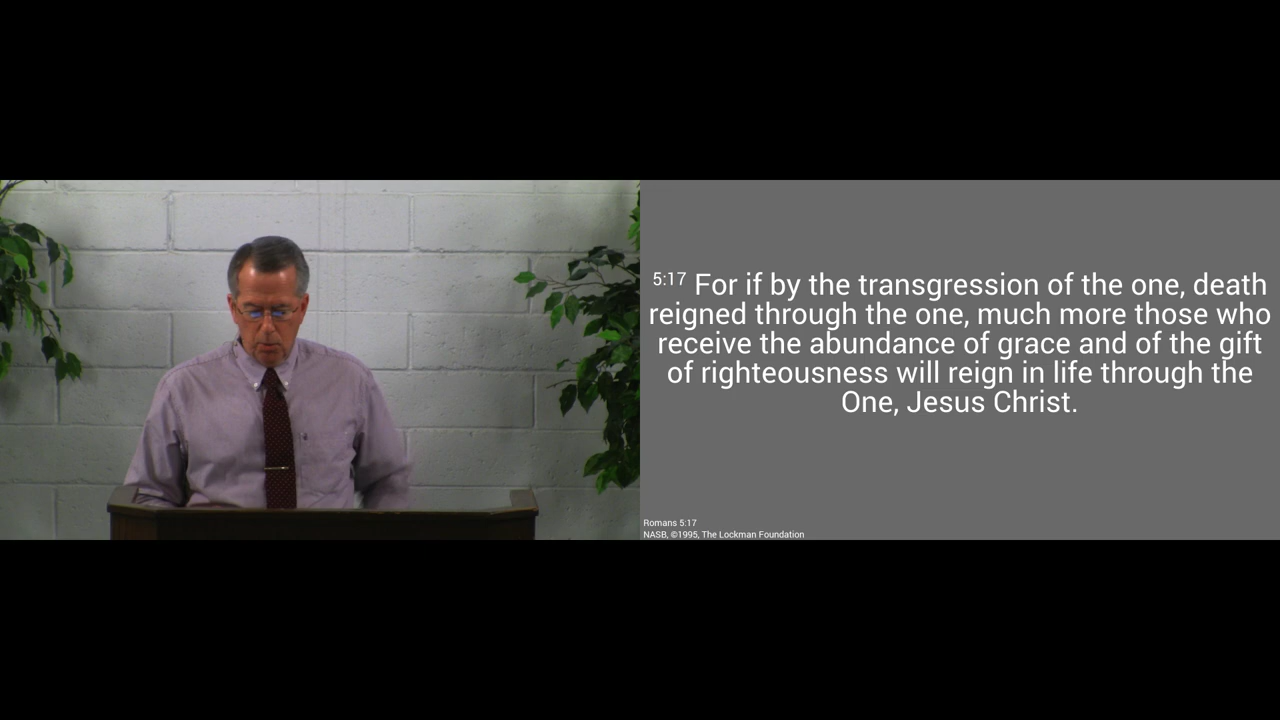 5:17 For if by the transgression of the one, death
reigned through the one, much more those who
receive the abundance of grace and of the gift
of righteousness will reign in life through the
One, Jesus Christ.
Romans 5:17
NASB, ©1995, The Lockman Foundation